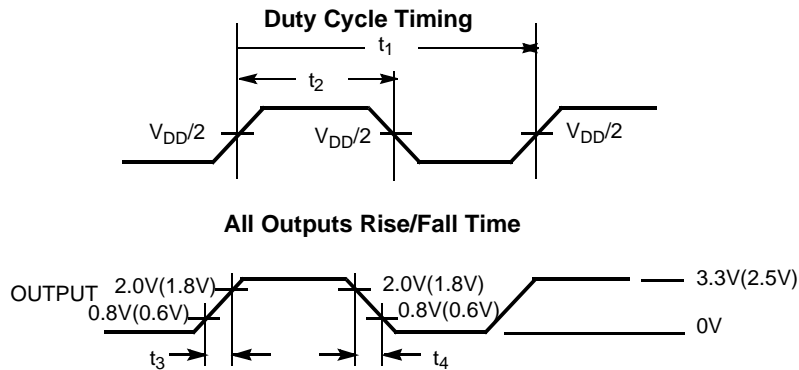 Duty Cycle Timing
t1
t2
VDD/2 VDD/2 VDD/2
All Outputs Rise/Fall Time
OUTPUT 2.0V(1.8V) 2.0V(1.8V) 3.3V(2.5V)
0.8V(0.6V) 0.8V(0.6V) 0V
t3 t4